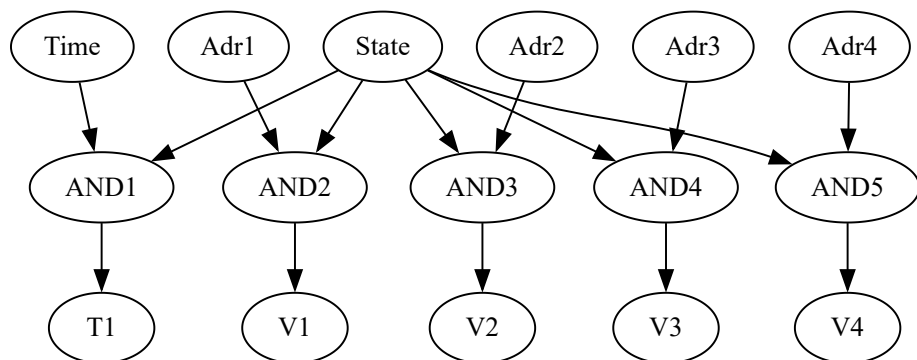 Time Adr1 State Adr2 Adr3 Adr4
AND1 AND2 AND3 AND4 AND5
T1 V1 V2 V3 V4